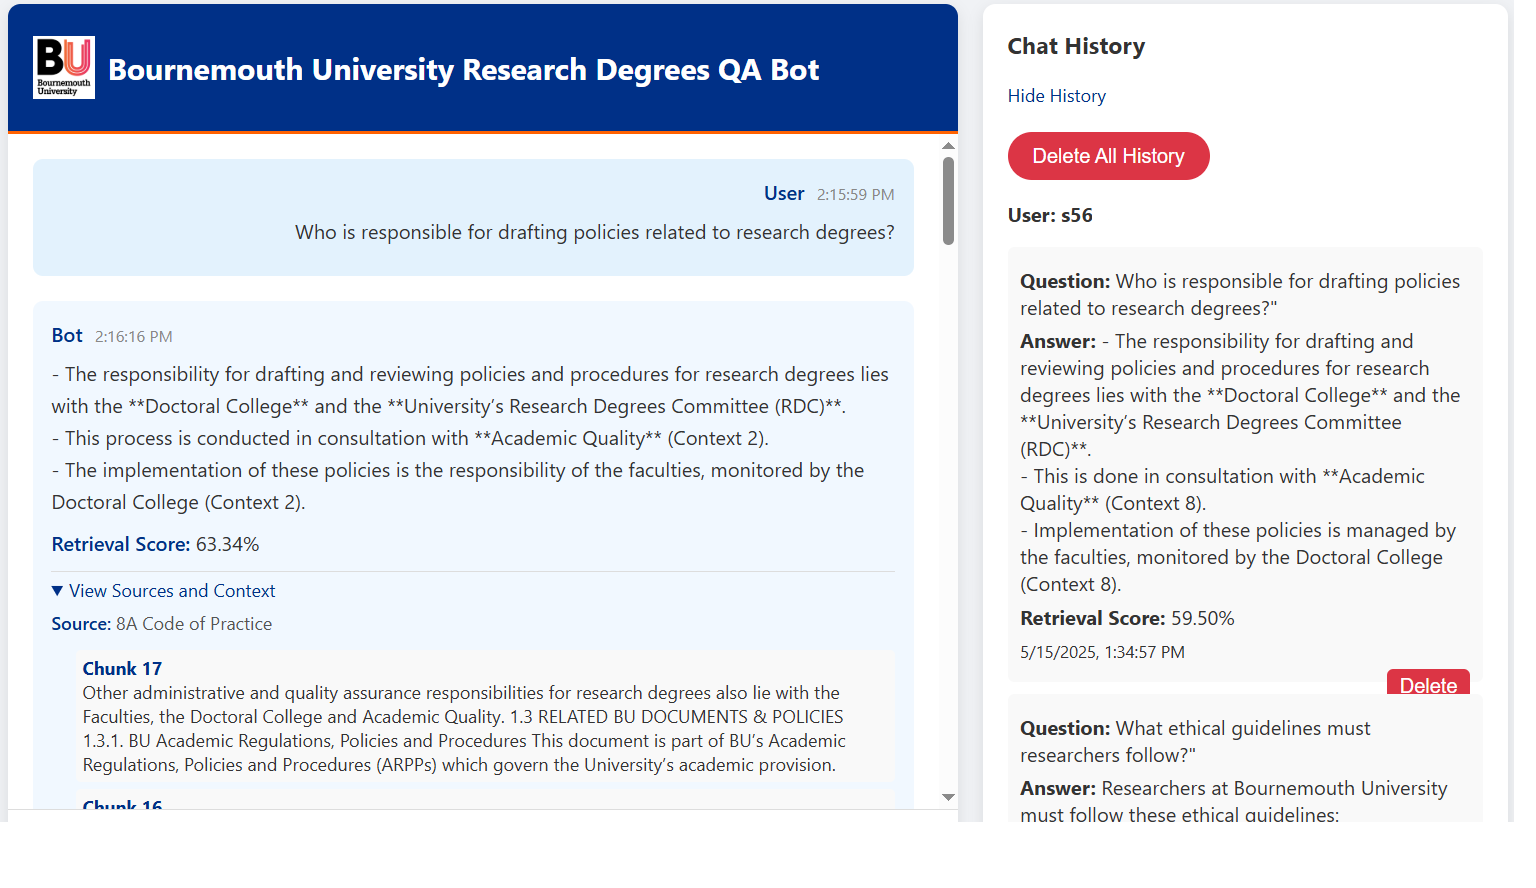 BU
Bournemouth
University
Bournemouth University Research Degrees QA Bot
User 2:15:59 PM
Who is responsible for drafting policies related to research degrees?
Bot 2:16:16 PM
- The responsibility for drafting and reviewing policies and procedures for research degrees lies
with the **Doctoral College** and the **University’s Research Degrees Committee (RDC)**.
- This process is conducted in consultation with **Academic Quality** (Context 2).
- The implementation of these policies is the responsibility of the faculties, monitored by the
Doctoral College (Context 2).
Retrieval Score: 63.34%
▼ View Sources and Context
Source: 8A Code of Practice
Chunk 17
Other administrative and quality assurance responsibilities for research degrees also lie with the
Faculties, the Doctoral College and Academic Quality. 1.3 RELATED BU DOCUMENTS & POLICIES
1.3.1. BU Academic Regulations, Policies and Procedures This document is part of BU’s Academic
Regulations, Policies and Procedures (ARPPs) which govern the University’s academic provision.
Chunk 16
Chat History
Hide History
Delete All History
User: s56
Question: Who is responsible for drafting policies
related to research degrees?"
Answer: - The responsibility for drafting and
reviewing policies and procedures for research
degrees lies with the **Doctoral College** and the
**University’s Research Degrees Committee
(RDC)**.
- This is done in consultation with **Academic
Quality** (Context 8).
- Implementation of these policies is managed by
the faculties, monitored by the Doctoral College
(Context 8).
Retrieval Score: 59.50%
5/15/2025, 1:34:57 PM
Delete
Question: What ethical guidelines must
researchers follow?"
Answer: Researchers at Bournemouth University
must follow these ethical guidelines: